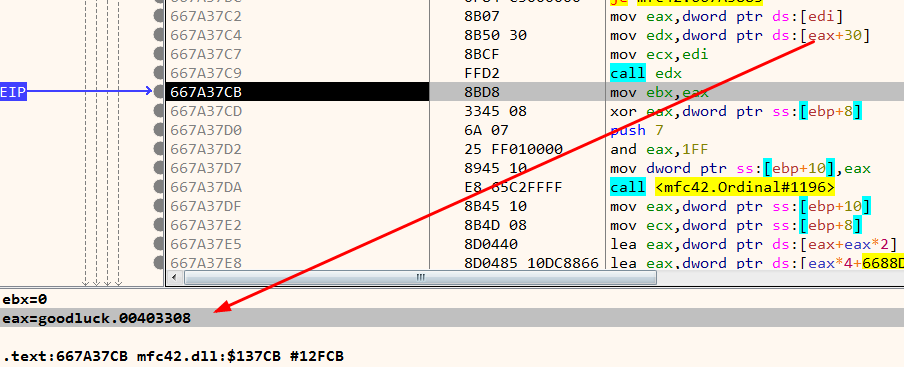 je mfc42.667A3889
667A37C2 8B07 mov eax,dword ptr ds:[edi]
667A37C4 8B50 30 mov edx,dword ptr ds:[eax+30]
667A37C7 8BCF mov ecx,edi
667A37C9 FFD2 call edx
EIP 667A37CB 8BD8 mov ebx,eax
667A37CD 3345 08 xor eax,dword ptr ss:[ebp+8]
667A37D0 6A 07 push 7
667A37D2 25 FF010000 and eax,1FF
667A37D7 8945 10 mov dword ptr ss:[ebp+10],eax
667A37DA E8 85C2FFFF call <mfc42.Ordinal#1196>
667A37DF 8B45 10 mov eax,dword ptr ss:[ebp+10]
667A37E2 8B4D 08 mov ecx,dword ptr ss:[ebp+8]
667A37E5 8D0440 lea eax,dword ptr ds:[eax+eax*2]
667A37E8 8D0485 10DC8866 lea eax,dword ptr ds:[eax*4+6688D
ebx=0
eax=goodluck.00403308
.text:667A37CB mfc42.dll:$137CB #12FCB